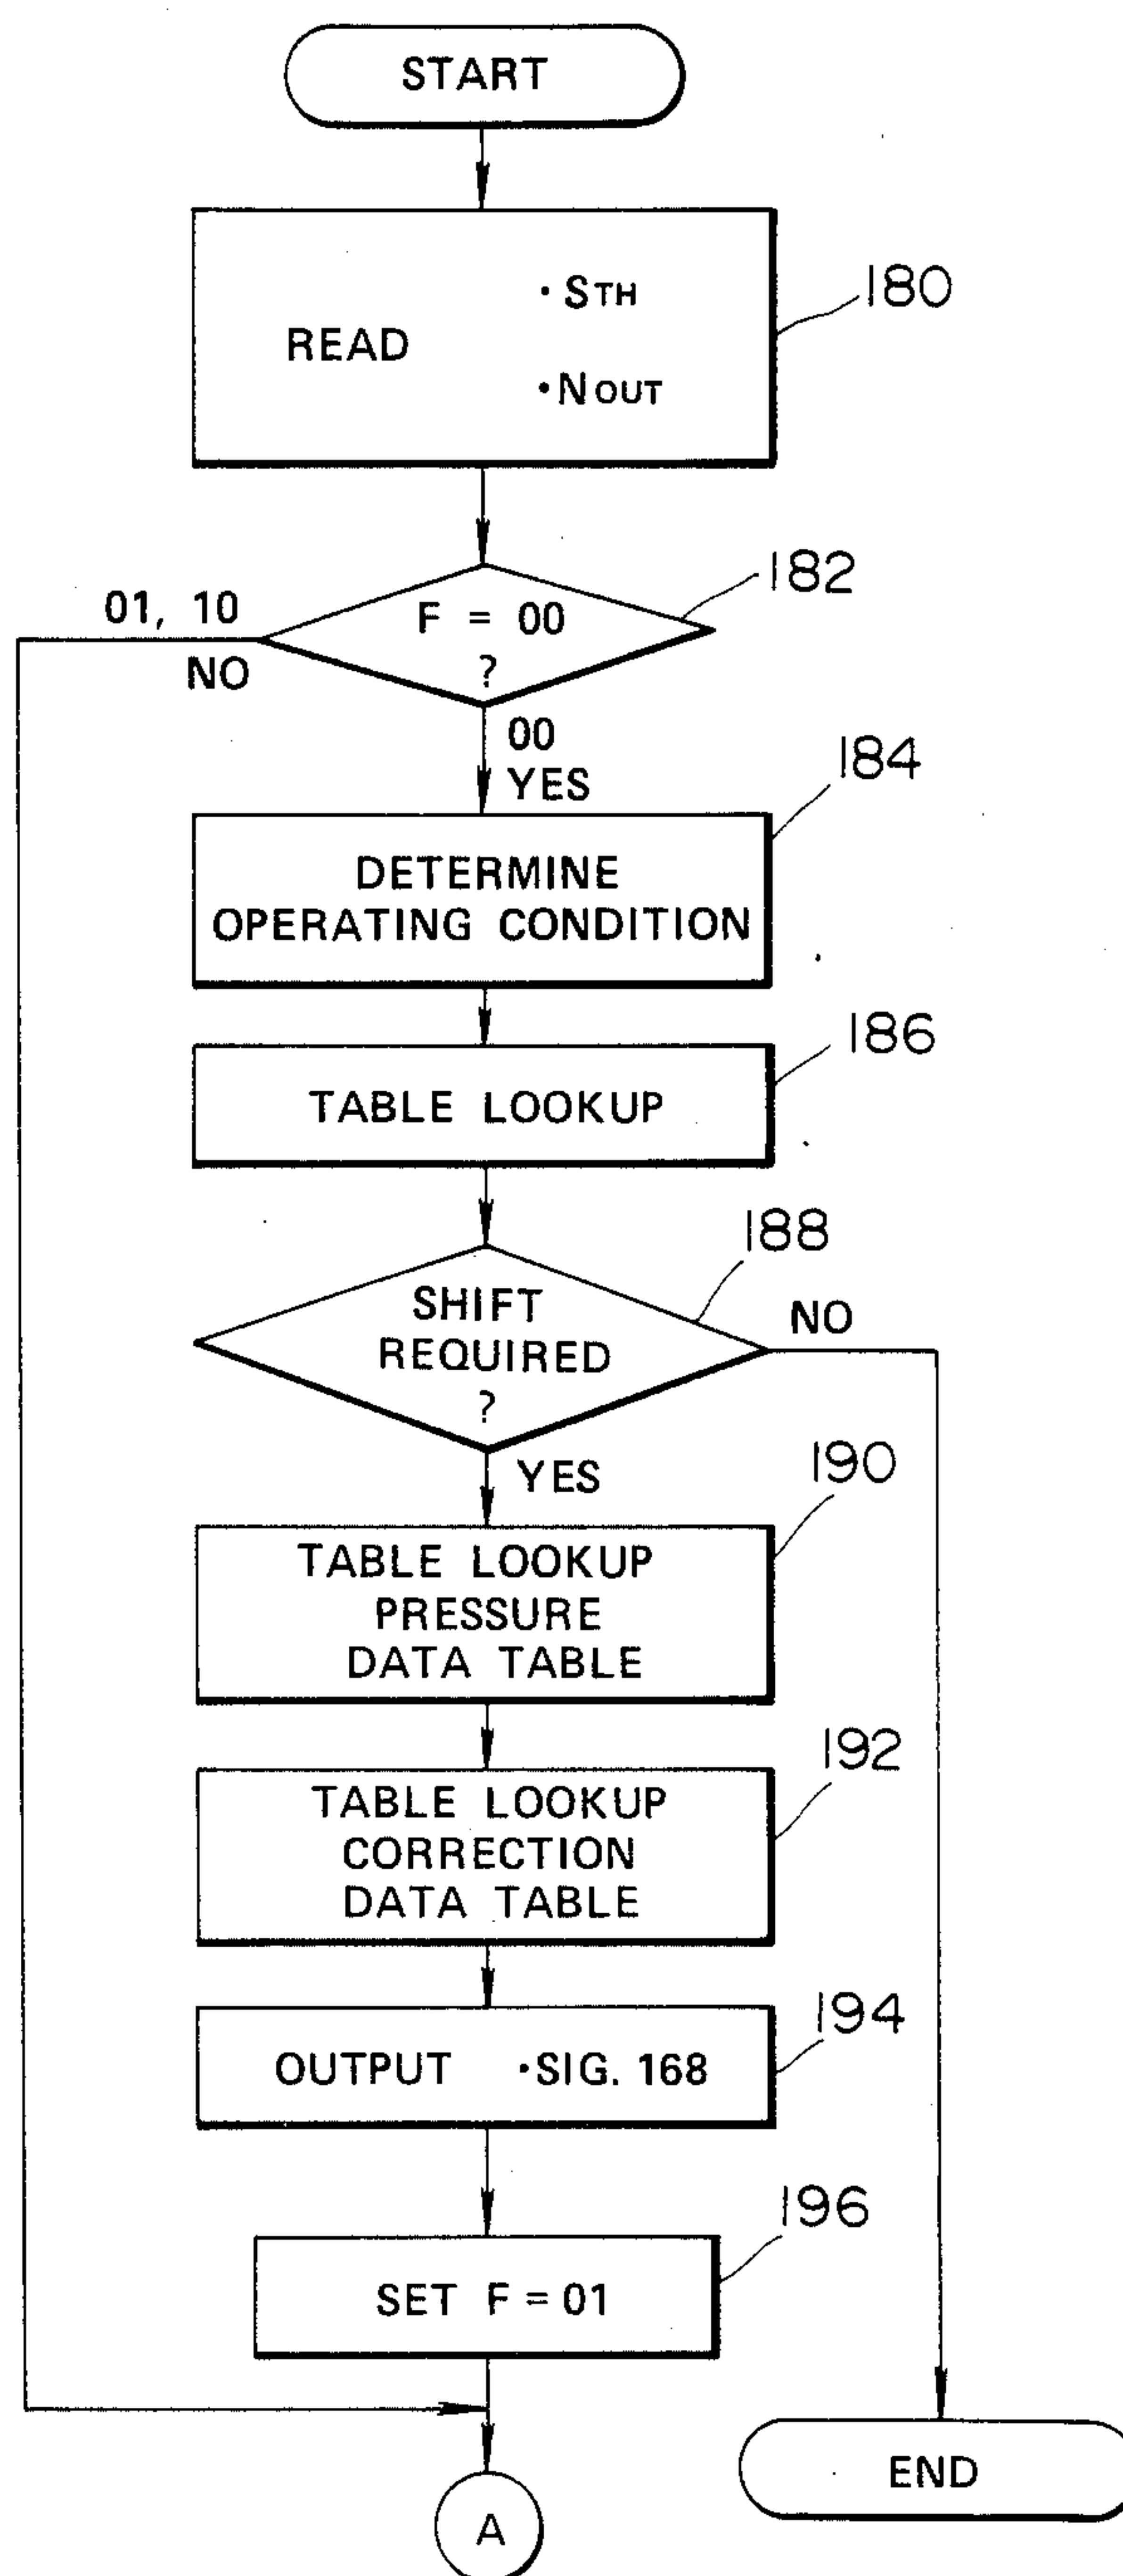 START
180
· STH
READ
· NOUT
182
01, 10
F = 00
NO
?
00
YES
184
DETERMINE
OPERATING CONDITION
186
TABLE LOOKUP
188
SHIFT
REQUIRED
?
NO
YES
190
TABLE LOOKUP
PRESSURE
DATA TABLE
192
TABLE LOOKUP
CORRECTION
DATA TABLE
194
OUTPUT · SIG. 168
196
SET F = 01
END
A